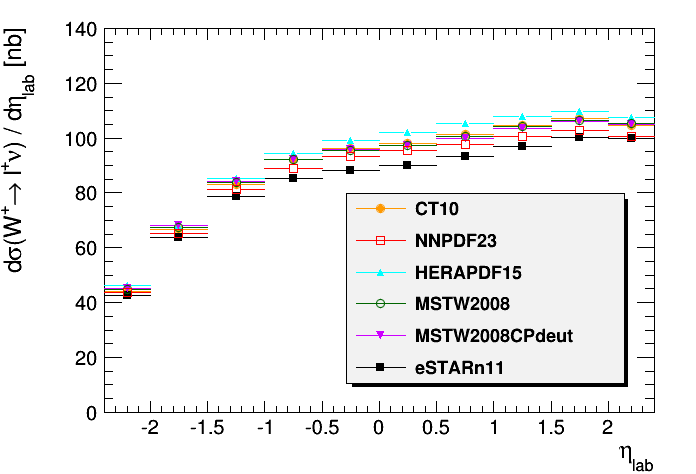 dσ(W⁺→ l⁺ν) / dη_lab [nb]
140
120
100
80
60
40
20
0
CT10
NNPDF23
HERAPDF15
MSTW2008
MSTW2008CPdeut
eSTARn11
-2 -1.5 -1 -0.5 0 0.5 1 1.5 2
η_lab